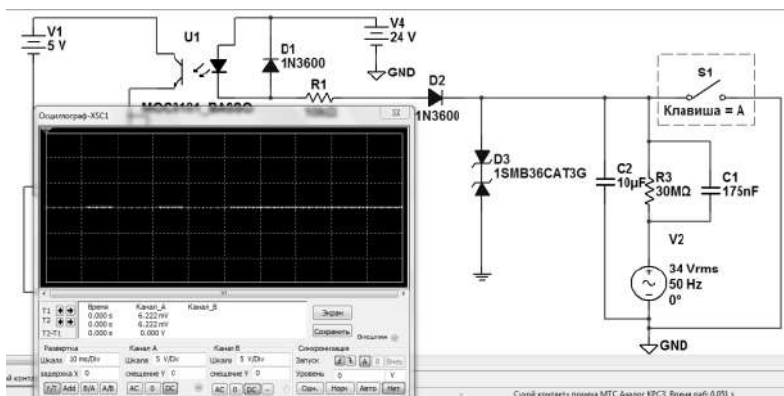 V1
5 V
U1
D1
1N3600
V4
24 V
GND
R1
D2
1N3600
S1
Клавиша = A
D3
1SMB36CAT3G
C2
10µF
R3
30MΩ
C1
175nF
V2
34 Vrms
50 Hz
0°
GND
Осциллограф-XSC1
Время Канал_A Канал_B
T1 0.000 s 6.222 mV
T2 0.000 s 6.222 mV
T2-T1 0.000 s 0.000 V
Экран
Сохранить
Внешняя
Развертка
Шкала 10 ms/Div
задержка X 0
Y/T Add B/A A/B
Канал A
Шкала 5 V/Div
смещение Y 0
AC 0 DC
Канал B
Шкала 5 V/Div
смещение Y 0
AC 0 DC -
Синхронизация
Запуск A B
Уровень 0 V
Одн. Норм Авто Нет